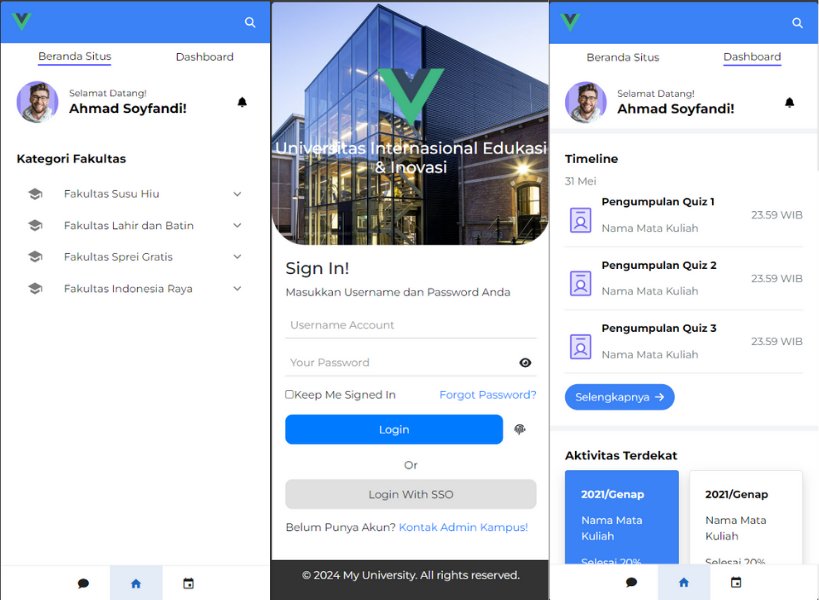 Beranda Situs
Dashboard
Selamat Datang!
Ahmad Soyfandi!
Kategori Fakultas
Fakultas Susu Hiu
Fakultas Lahir dan Batin
Fakultas Sprei Gratis
Fakultas Indonesia Raya
Universitas Internasional Edukasi
& Inovasi
Sign In!
Masukkan Username dan Password Anda
Username Account
Your Password
Keep Me Signed In
Forgot Password?
Login
Or
Login With SSO
Belum Punya Akun? Kontak Admin Kampus!
© 2024 My University. All rights reserved.
Beranda Situs
Dashboard
Selamat Datang!
Ahmad Soyfandi!
Timeline
31 Mei
Pengumpulan Quiz 1
Nama Mata Kuliah
23.59 WIB
Pengumpulan Quiz 2
Nama Mata Kuliah
23.59 WIB
Pengumpulan Quiz 3
Nama Mata Kuliah
23.59 WIB
Selengkapnya
Aktivitas Terdekat
2021/Genap
Nama Mata
Kuliah
Selesai 20%
2021/Genap
Nama Mata
Kuliah
Selesai 20%